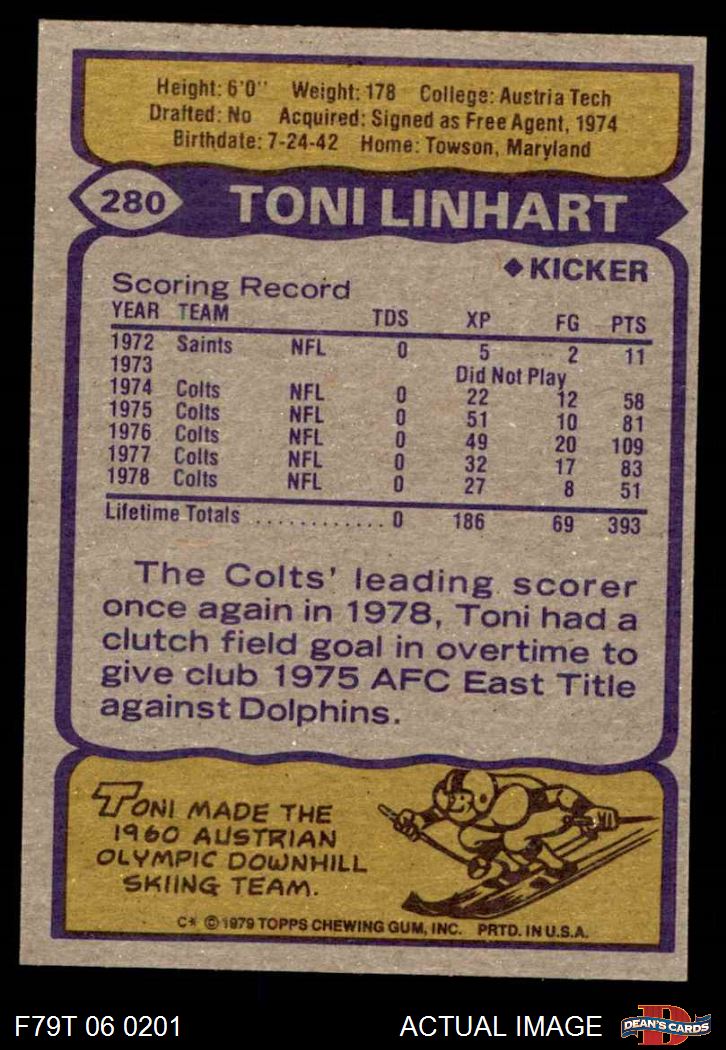 Height: 6'0" Weight: 178 College: Austria Tech
Drafted: No Acquired: Signed as Free Agent, 1974
Birthdate: 7-24-42 Home: Towson, Maryland
280 TONI LINHART
◆ KICKER
Scoring Record
YEAR TEAM TDS XP FG PTS
1972 Saints NFL 0 5 2 11
1973 Did Not Play
1974 Colts NFL 0 22 12 58
1975 Colts NFL 0 51 10 81
1976 Colts NFL 0 49 20 109
1977 Colts NFL 0 32 17 83
1978 Colts NFL 0 27 8 51
Lifetime Totals ............ 0 186 69 393
The Colts' leading scorer
once again in 1978, Toni had a
clutch field goal in overtime to
give club 1975 AFC East Title
against Dolphins.
TONI MADE THE
1960 AUSTRIAN
OLYMPIC DOWNHILL
SKIING TEAM.
C* © 1979 TOPPS CHEWING GUM, INC. PRTD. IN U.S.A.
F79T 06 0201 ACTUAL IMAGE D DEAN'S CARDS